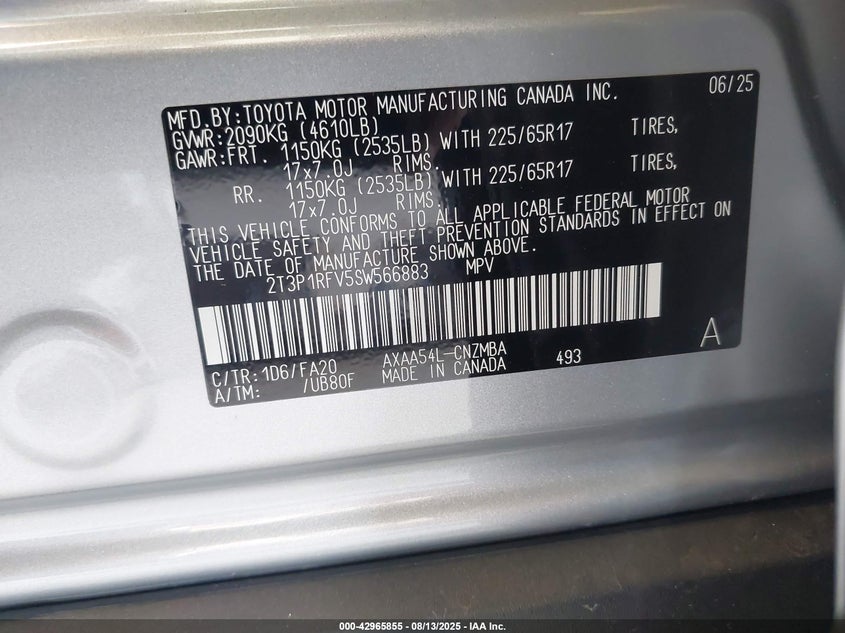 MFD.BY:TOYOTA MOTOR MANUFACTURING CANADA INC. 06/25
GVWR:2090KG (4610LB)
GAWR:FRT. 1150KG (2535LB) WITH 225/65R17 TIRES,
17x7.0J RIMS.
RR. 1150KG (2535LB) WITH 225/65R17 TIRES,
17x7.0J RIMS.
THIS VEHICLE CONFORMS TO ALL APPLICABLE FEDERAL MOTOR
VEHICLE SAFETY AND THEFT PREVENTION STANDARDS IN EFFECT ON
THE DATE OF MANUFACTURE SHOWN ABOVE.
2T3P1RFV5SW566883 MPV
A
C/TR:1D6/FA20 AXAA54L-CNZMBA 493
A/TM: /UB80F MADE IN CANADA
000-42965855 - 08/13/2025 - IAA Inc.